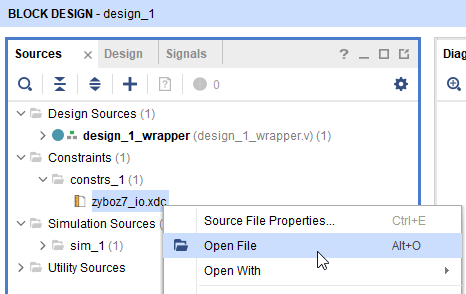 BLOCK DESIGN - design_1
Sources × Design Signals ?
Diag
0
Design Sources (1)
design_1_wrapper (design_1_wrapper.v) (1)
Constraints (1)
constrs_1 (1)
zyboz7_io.xdc
Simulation Sources (
sim_1 (1)
Utility Sources
Source File Properties... Ctrl+E
Open File Alt+O
Open With